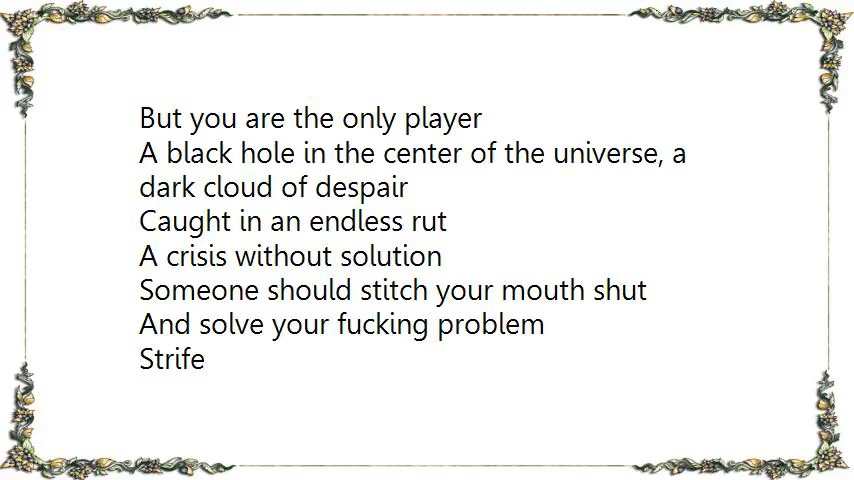 But you are the only player
A black hole in the center of the universe, a
dark cloud of despair
Caught in an endless rut
A crisis without solution
Someone should stitch your mouth shut
And solve your fucking problem
Strife